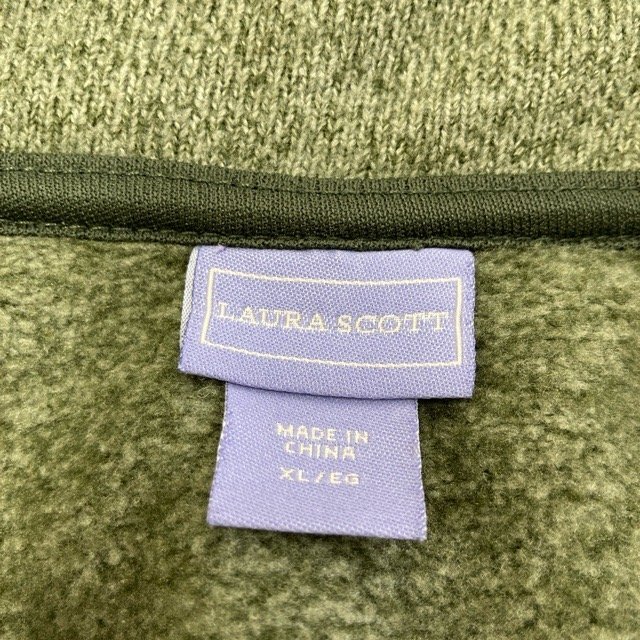 LAURA SCOTT
MADE IN
CHINA
XL/EG